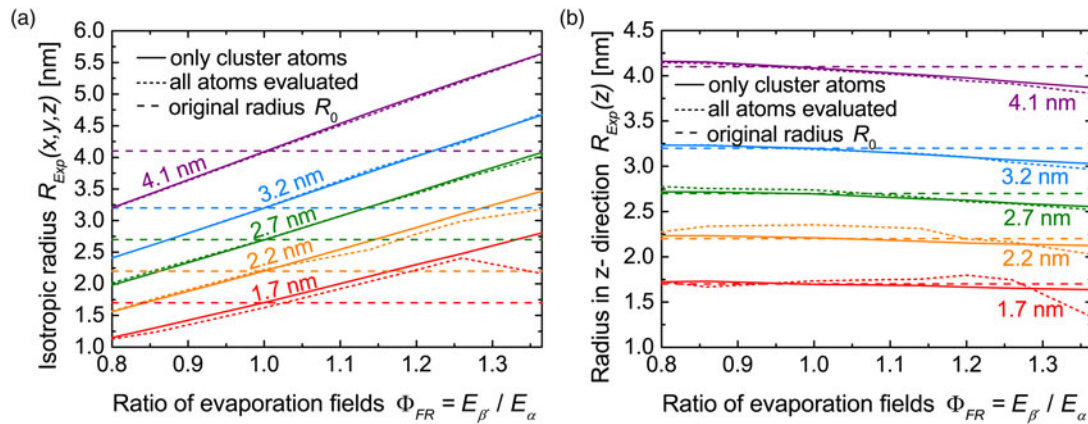 (a)
Isotropic radius R_Exp(x,y,z) [nm]
6.0
5.5
5.0
4.5
4.0
3.5
3.0
2.5
2.0
1.5
1.0
only cluster atoms
all atoms evaluated
original radius R_0
4.1 nm
3.2 nm
2.7 nm
2.2 nm
1.7 nm
0.8 0.9 1.0 1.1 1.2 1.3
Ratio of evaporation fields Φ_FR = E_β' / E_α
(b)
Radius in z- direction R_Exp(z) [nm]
4.5
4.0
3.5
3.0
2.5
2.0
1.5
1.0
only cluster atoms
all atoms evaluated
original radius R_0
4.1 nm
3.2 nm
2.7 nm
2.2 nm
1.7 nm
0.8 0.9 1.0 1.1 1.2 1.3
Ratio of evaporation fields Φ_FR = E_β' / E_α